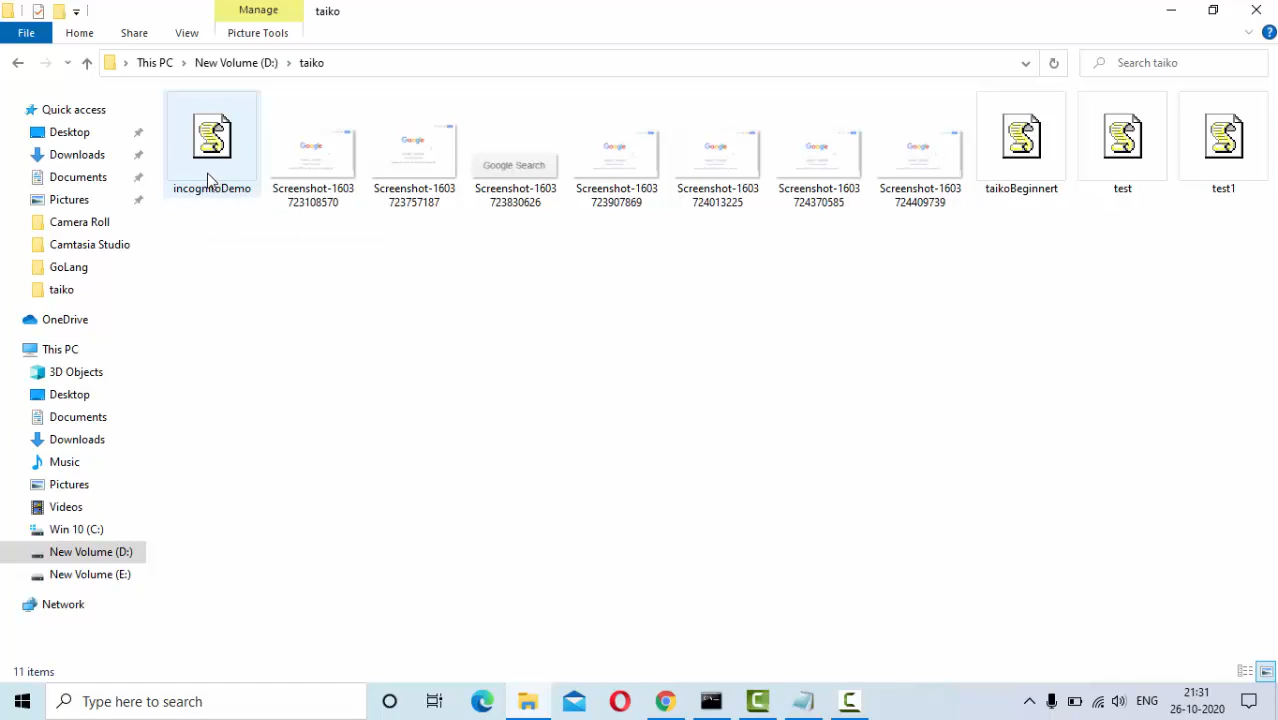 Manage
taiko
File
Home
Share
View
Picture Tools
This PC
New Volume (D:)
taiko
Search taiko
Quick access
Desktop
Downloads
Documents
Pictures
Camera Roll
Camtasia Studio
GoLang
taiko
OneDrive
This PC
3D Objects
Desktop
Documents
Downloads
Music
Pictures
Videos
Win 10 (C:)
New Volume (D:)
New Volume (E:)
Network
incognitoDemo
Google
Screenshot-1603
723108570
Google
Screenshot-1603
723757187
Google Search
Screenshot-1603
723830626
Google
Screenshot-1603
723907869
Google
Screenshot-1603
724013225
Google
Screenshot-1603
724370585
Google
Screenshot-1603
724409739
taikoBeginnert
test
test1
11 items
Type here to search
ENG
21:31
26-10-2020